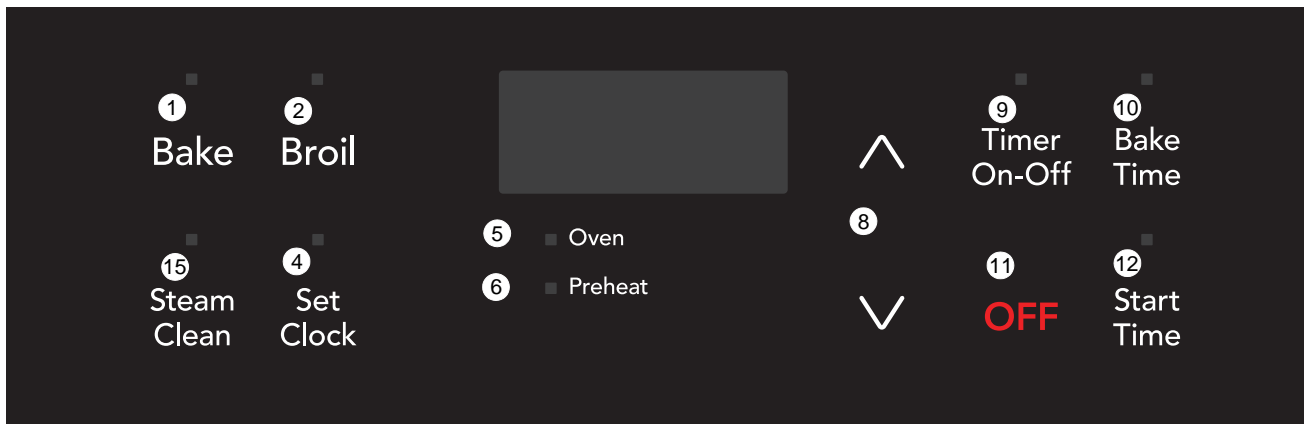 1
Bake
2
Broil
15
Steam
Clean
4
Set
Clock
5
Oven
6
Preheat
8
9
Timer
On-Off
10
Bake
Time
11
OFF
12
Start
Time